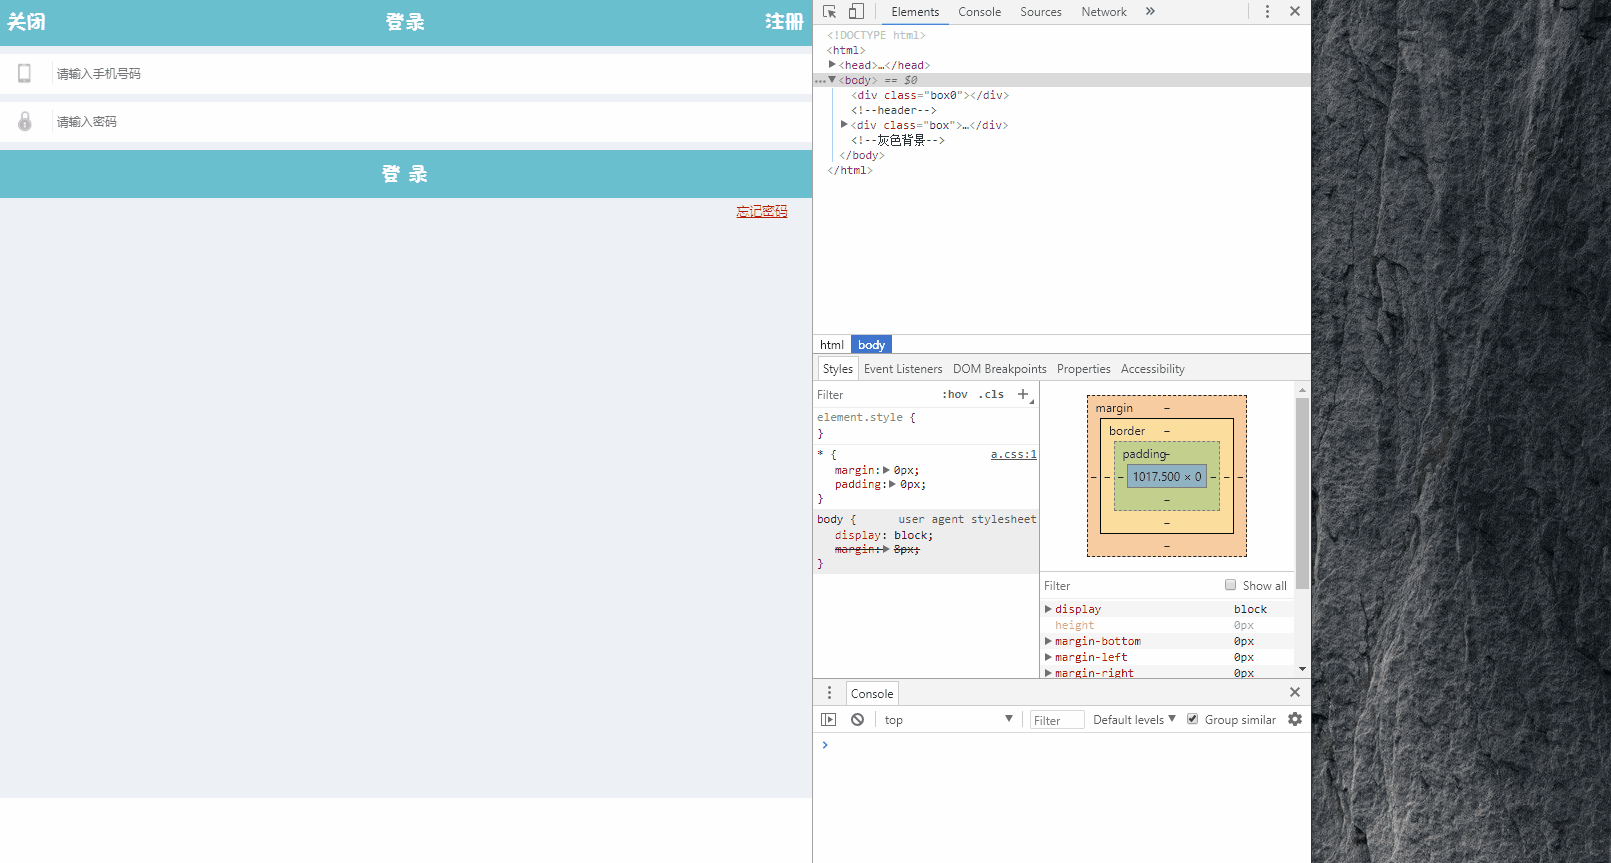 关闭 登录 注册
请输入手机号码
请输入密码
登 录
忘记密码
Elements Console Sources Network »
<!DOCTYPE html>
<html>
<head>…</head>
<body> == $0
<div class="box0"></div>
<!--header-->
<div class="box">…</div>
<!--灰色背景-->
</body>
</html>
html body
Styles Event Listeners DOM Breakpoints Properties Accessibility
Filter :hov .cls +
element.style {
}
* { a.css:1
margin: 0px;
padding: 0px;
}
body { user agent stylesheet
display: block;
margin: 8px;
}
margin –
border –
padding –
– – – 1017.500 × 0 – – –
–
–
–
Filter Show all
display block
height 0px
margin-bottom 0px
margin-left 0px
margin-right 0px
Console
top Filter Default levels Group similar
>